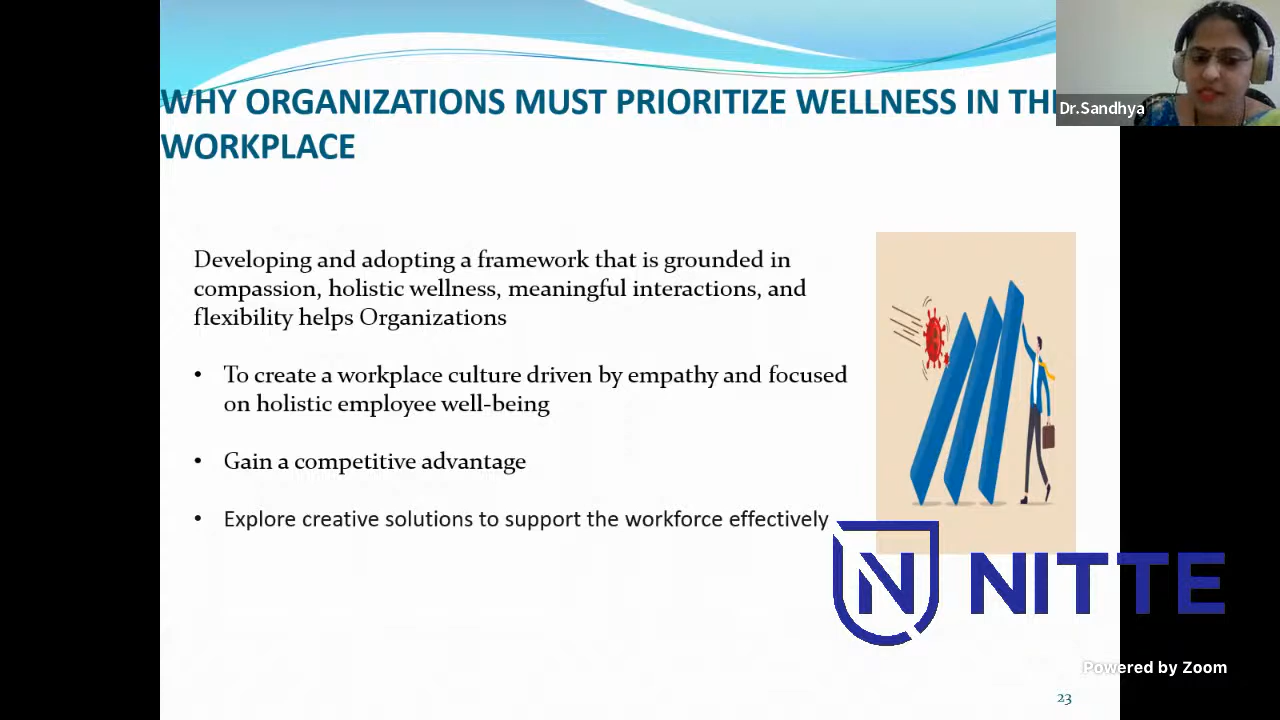 WHY ORGANIZATIONS MUST PRIORITIZE WELLNESS IN TH
WORKPLACE
Dr.Sandhya
Developing and adopting a framework that is grounded in
compassion, holistic wellness, meaningful interactions, and
flexibility helps Organizations
• To create a workplace culture driven by empathy and focused
on holistic employee well-being
• Gain a competitive advantage
• Explore creative solutions to support the workforce effectively
N NITTE
Powered by Zoom
23